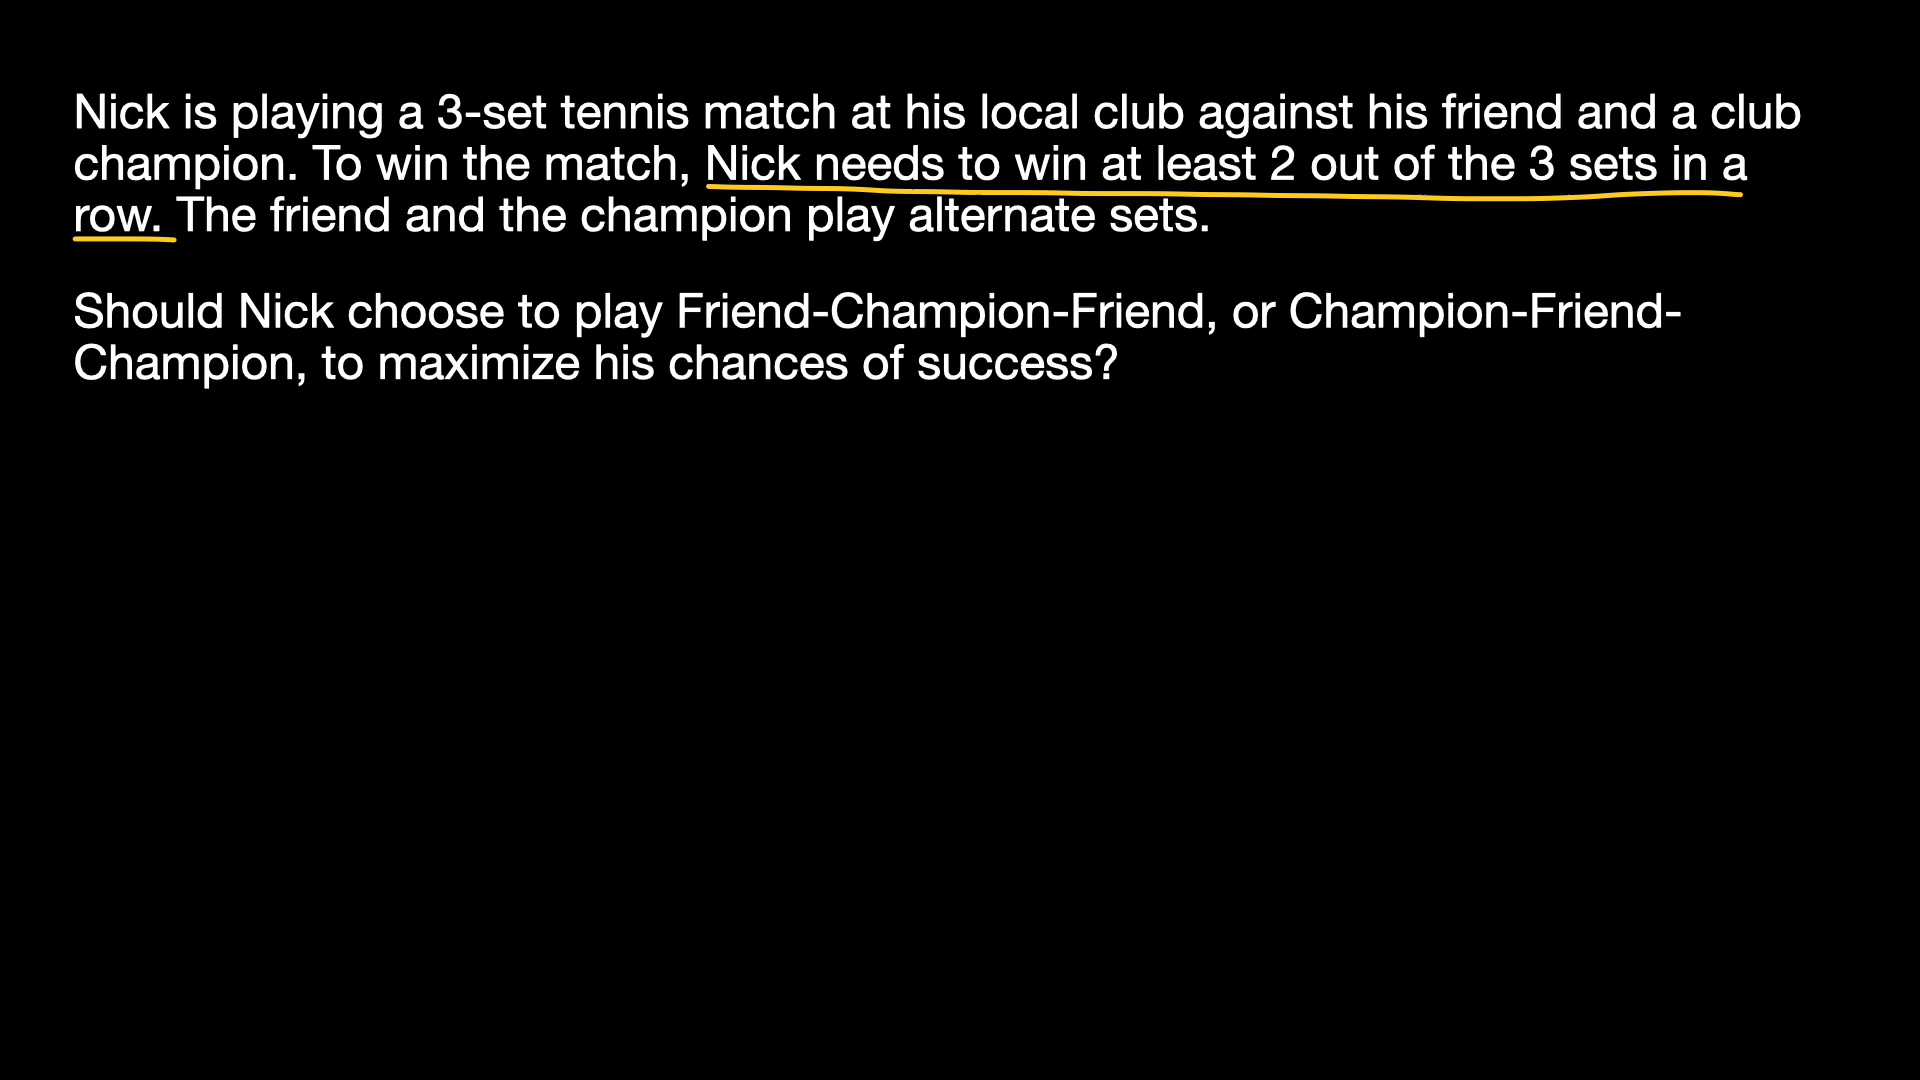 Nick is playing a 3-set tennis match at his local club against his friend and a club
champion. To win the match, Nick needs to win at least 2 out of the 3 sets in a
row. The friend and the champion play alternate sets.
Should Nick choose to play Friend-Champion-Friend, or Champion-Friend-
Champion, to maximize his chances of success?